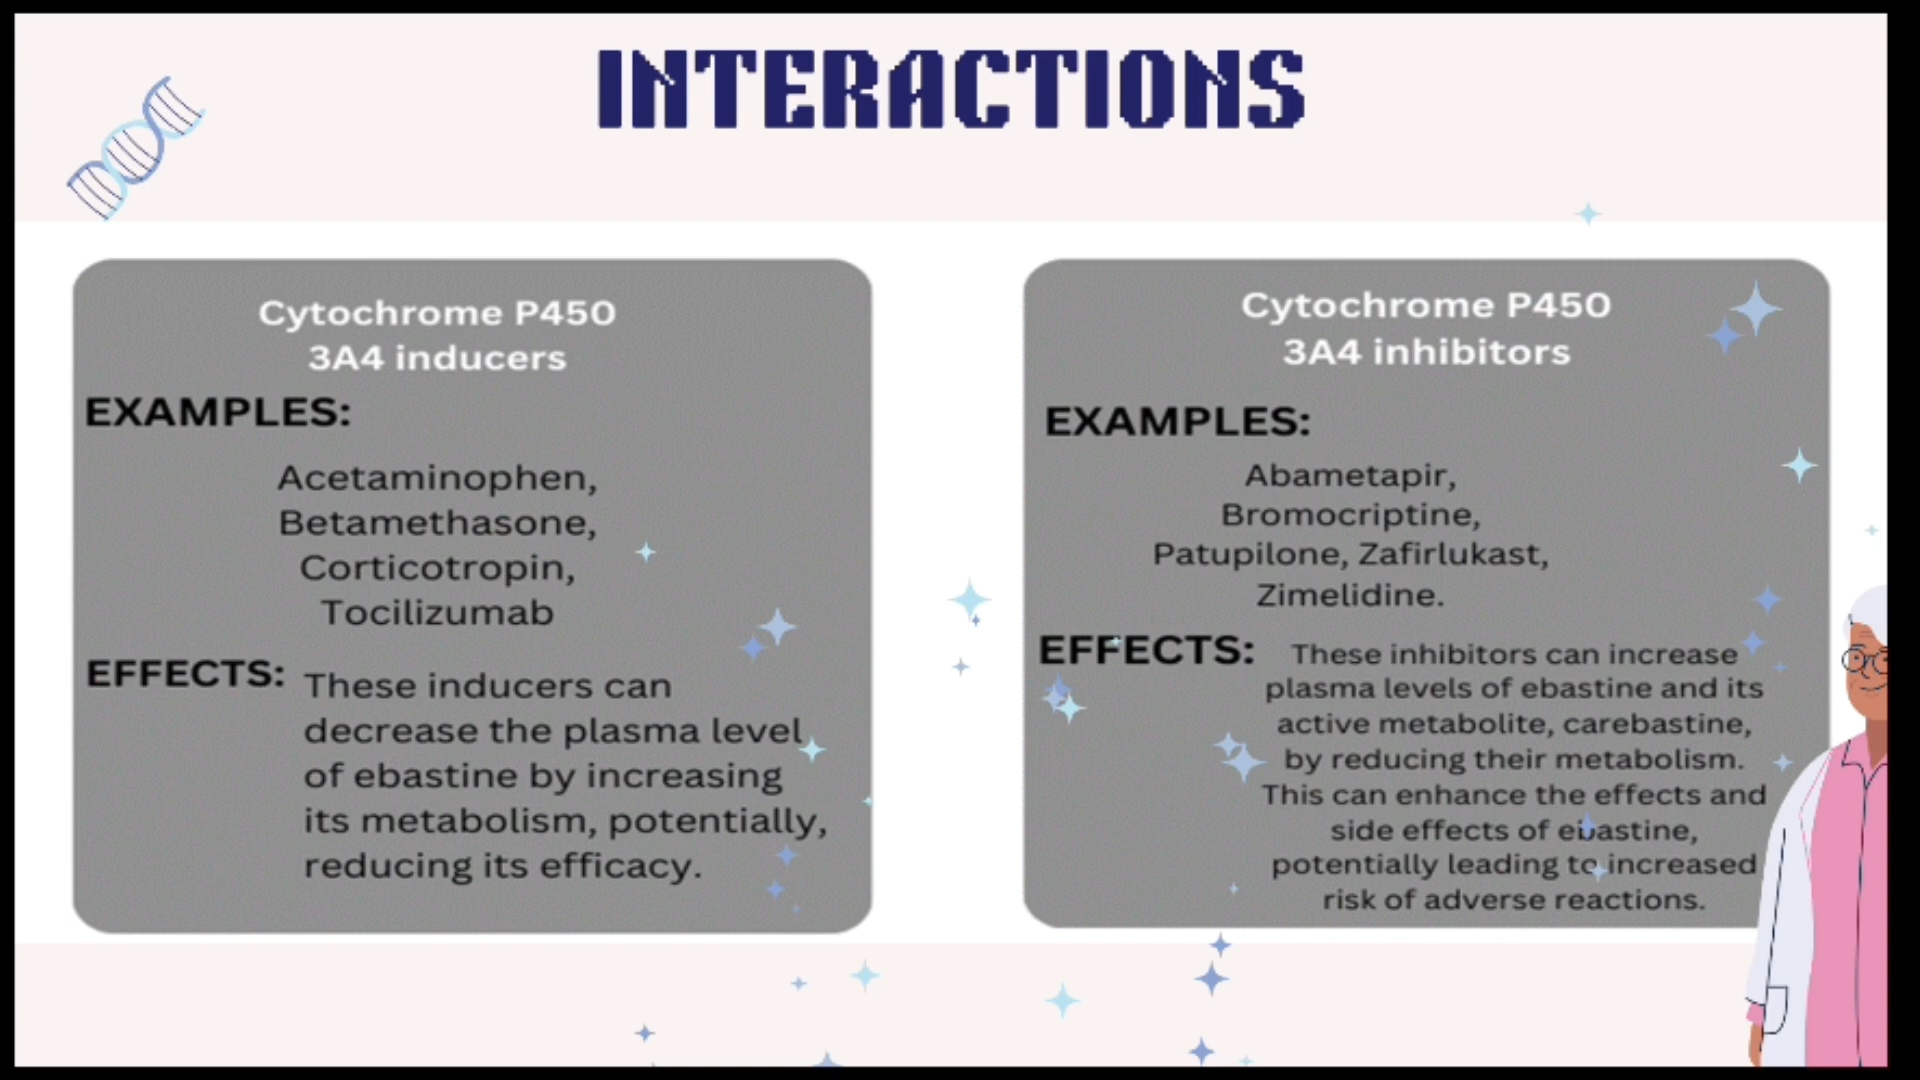 INTERACTIONS
Cytochrome P450
3A4 inducers
EXAMPLES:
Acetaminophen,
Betamethasone,
Corticotropin,
Tocilizumab
EFFECTS:
These inducers can
decrease the plasma level
of ebastine by increasing
its metabolism, potentially,
reducing its efficacy.
Cytochrome P450
3A4 inhibitors
EXAMPLES:
Abametapir,
Bromocriptine,
Patupilone, Zafirlukast,
Zimelidine.
EFFECTS:
These inhibitors can increase
plasma levels of ebastine and its
active metabolite, carebastine,
by reducing their metabolism.
This can enhance the effects and
side effects of ebastine,
potentially leading to increased
risk of adverse reactions.